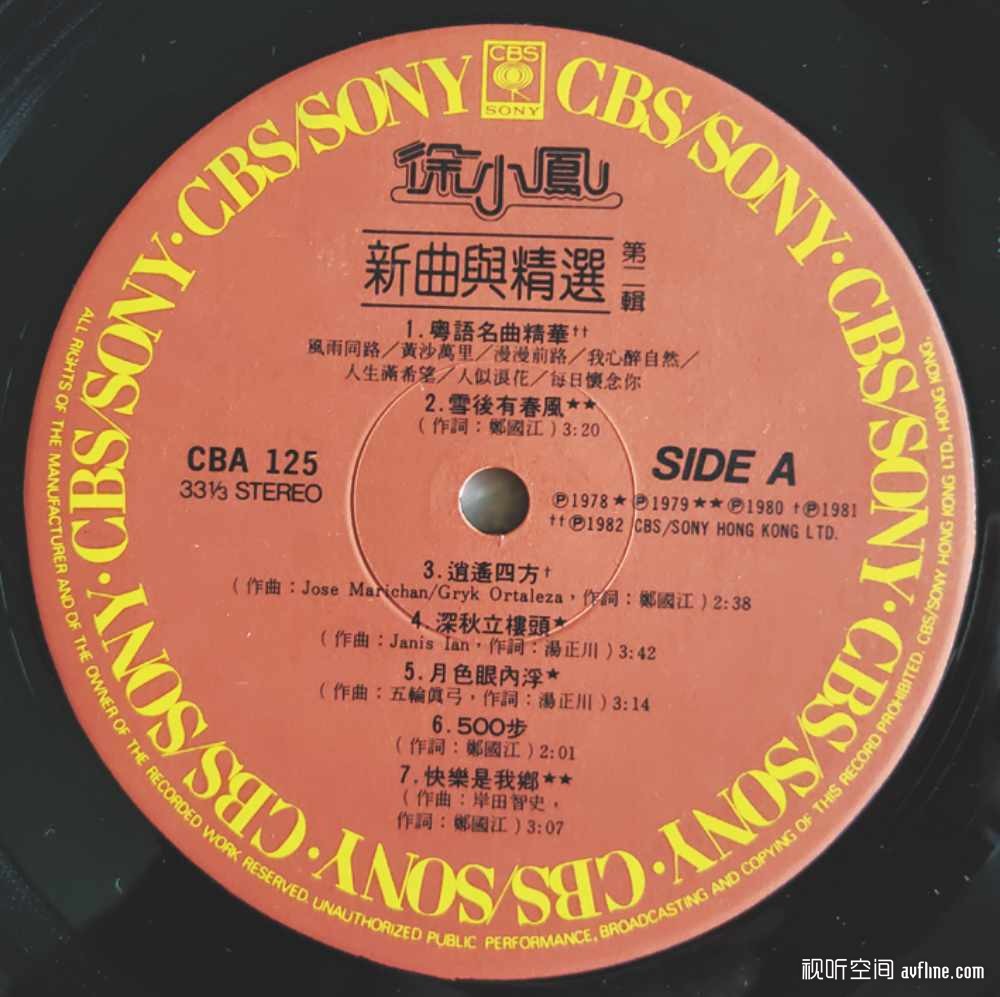 CBS/SONY · CBS/SONY · CBS/SONY · CBS/SONY · CBS/SONY · CBS/SONY · CBS/SONY · CBS/SONY · CBS/SONY
CBS
SONY
徐小鳳
新曲與精選
第二輯
1.粵語名曲精華††
風雨同路／黃沙萬里／漫漫前路／我心醉自然／
人生滿希望／人似浪花／每日懷念你
2.雪後有春風★★
(作詞：鄭國江)3:20
CBA 125
33⅓ STEREO
SIDE A
Ⓟ1978 ★Ⓟ1979 ★★Ⓟ1980 †Ⓟ1981
††Ⓟ1982 CBS/SONY HONG KONG LTD.
3.逍遙四方†
(作曲：Jose Marichan/Gryk Ortaleza，作詞：鄭國江)2:38
4.深秋立樓頭★
(作曲：Janis Ian，作詞：湯正川)3:42
5.月色眼內浮★
(作曲：五輪眞弓，作詞：湯正川)3:14
6.500步
(作詞：鄭國江)2:01
7.快樂是我鄉★★
(作曲：岸田智史，
作詞：鄭國江)3:07
ALL RIGHTS OF THE MANUFACTURER AND OF THE OWNER OF THE RECORDED WORK RESERVED. UNAUTHORIZED PUBLIC PERFORMANCE, BROADCASTING AND COPYING OF THIS RECORD PROHIBITED. CBS/SONY HONG KONG LTD., HONG KONG.
视听空间 avfline.com